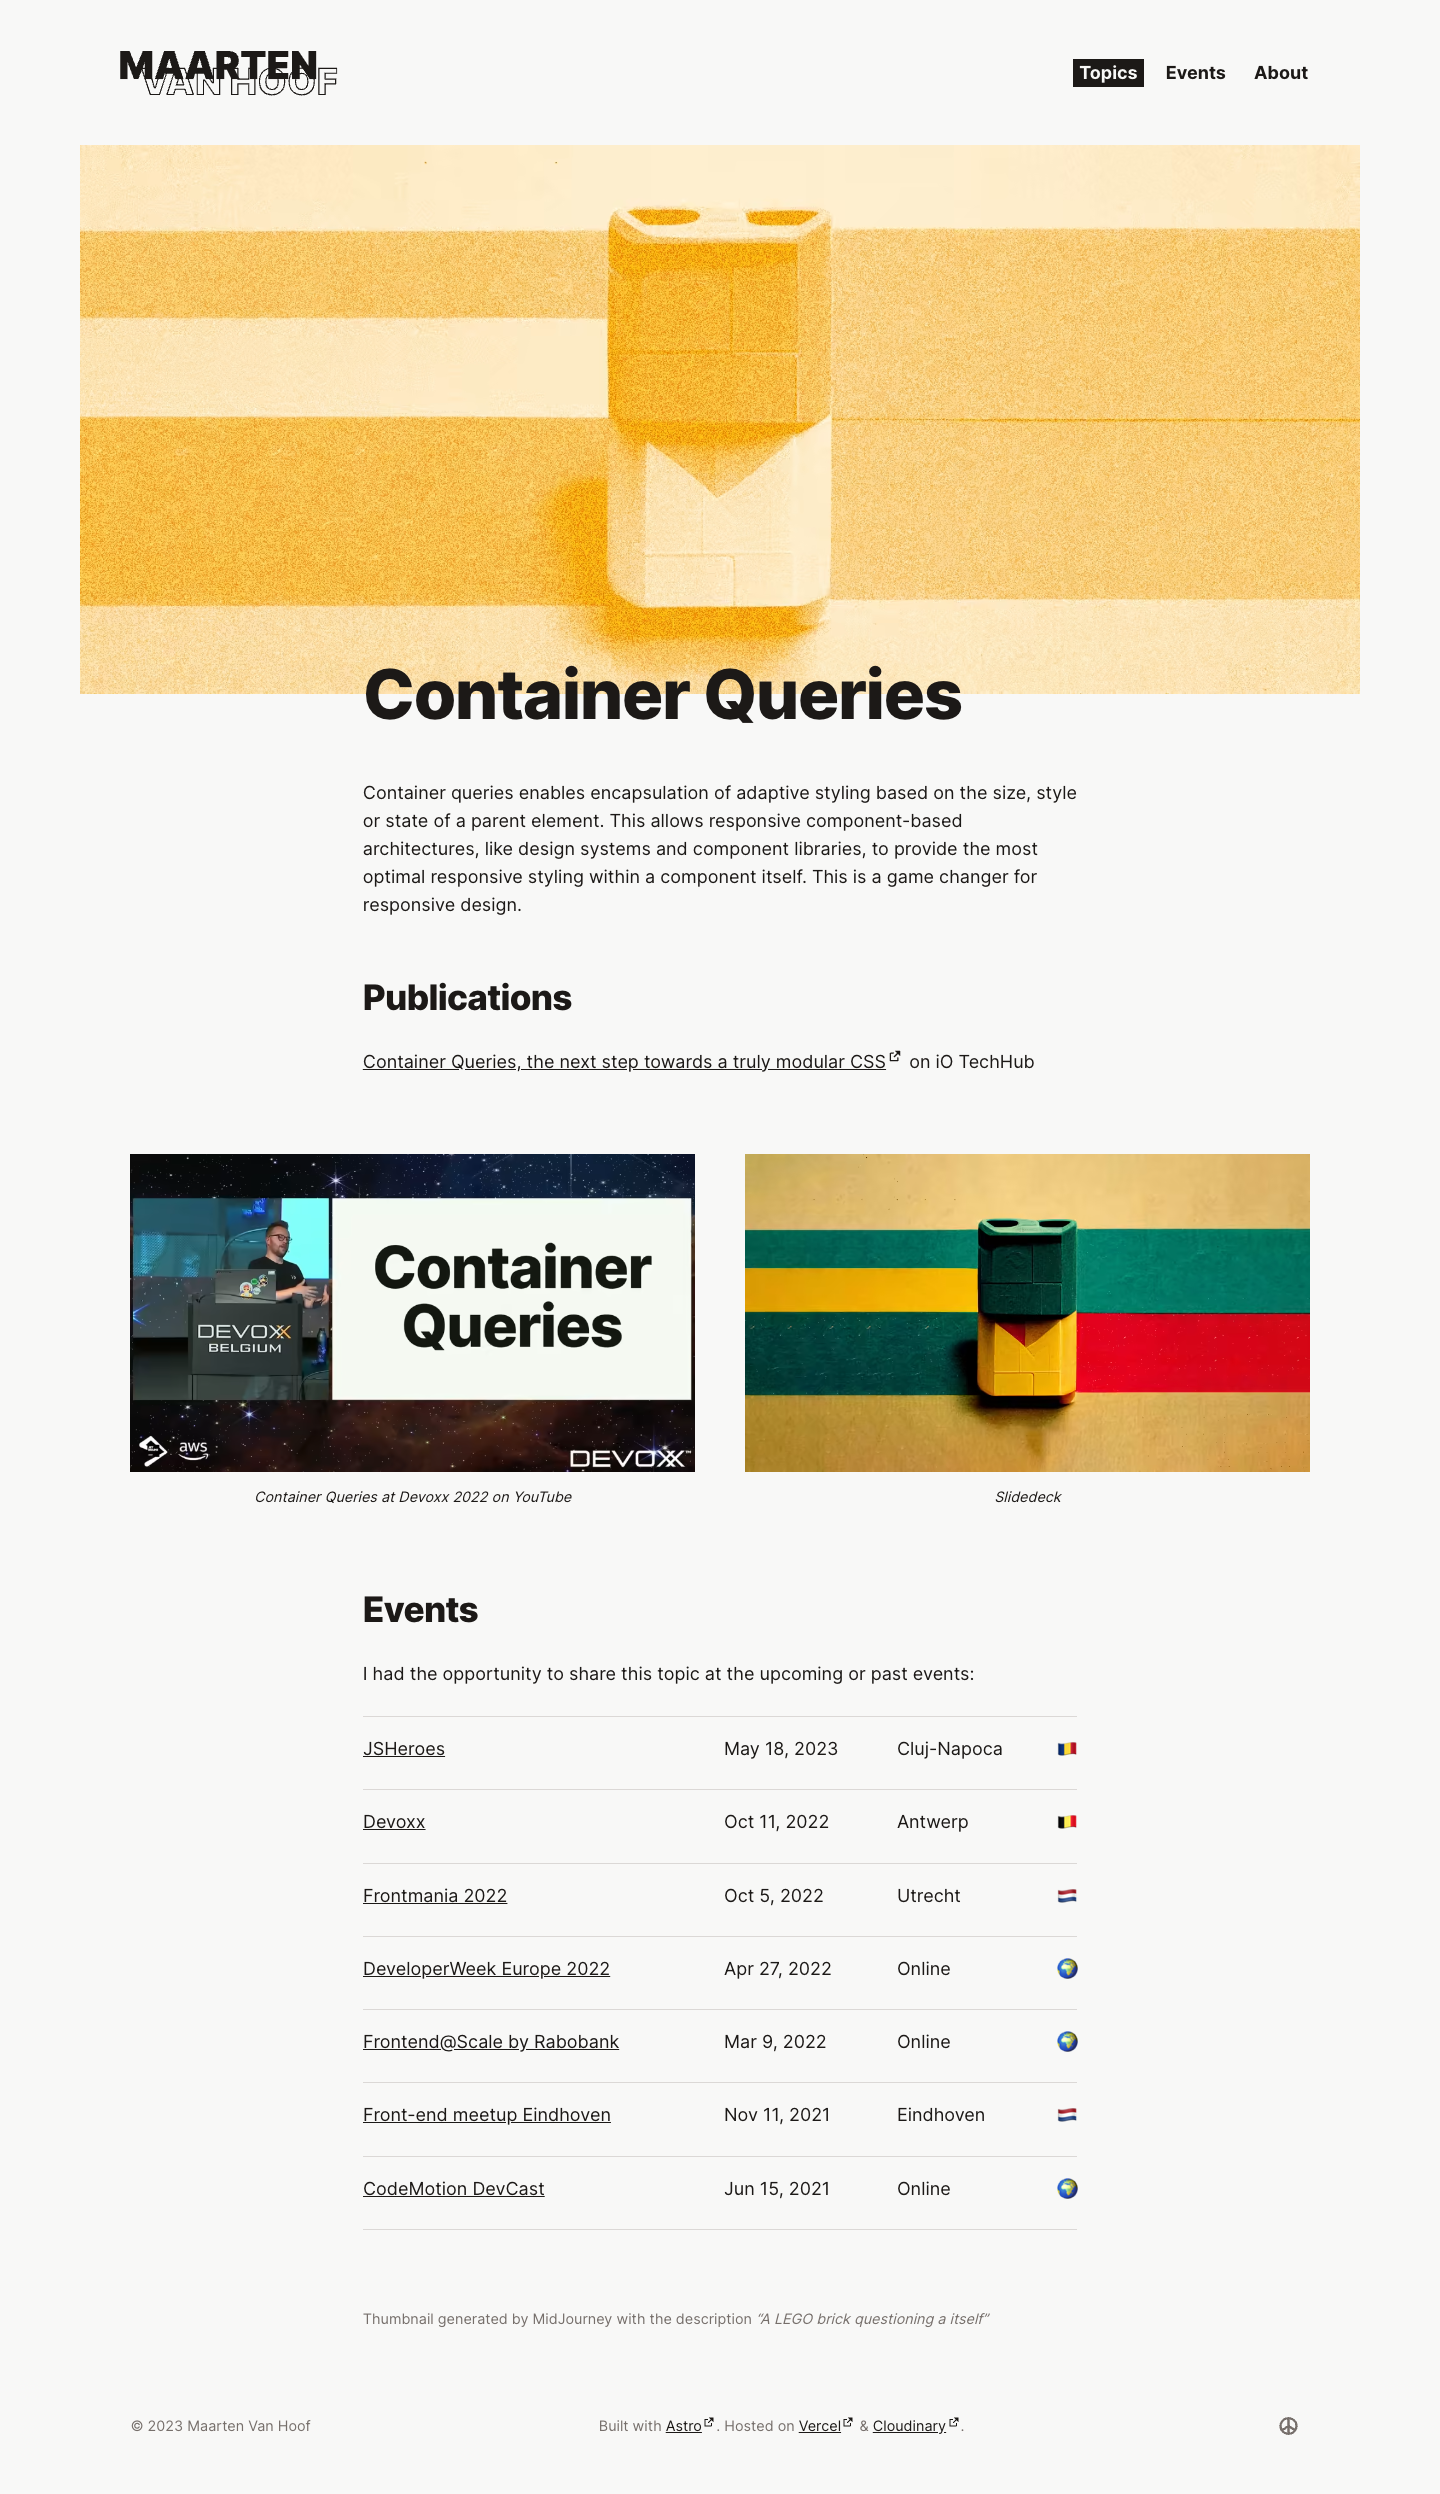 MAARTEN
VAN HOOF
Topics
Events
About
Container Queries
Container queries enables encapsulation of adaptive styling based on the size, style
or state of a parent element. This allows responsive component-based
architectures, like design systems and component libraries, to provide the most
optimal responsive styling within a component itself. This is a game changer for
responsive design.
Publications
Container Queries, the next step towards a truly modular CSS on iO TechHub
Container
Queries
DEVOXX
BELGIUM
aws
DEVOXX™
Container Queries at Devoxx 2022 on YouTube
Slidedeck
Events
I had the opportunity to share this topic at the upcoming or past events:
JSHeroes May 18, 2023 Cluj-Napoca 🇷🇴
Devoxx Oct 11, 2022 Antwerp 🇧🇪
Frontmania 2022 Oct 5, 2022 Utrecht 🇳🇱
DeveloperWeek Europe 2022 Apr 27, 2022 Online 🌍
Frontend@Scale by Rabobank Mar 9, 2022 Online 🌍
Front-end meetup Eindhoven Nov 11, 2021 Eindhoven 🇳🇱
CodeMotion DevCast Jun 15, 2021 Online 🌍
Thumbnail generated by MidJourney with the description “A LEGO brick questioning a itself”
© 2023 Maarten Van Hoof
Built with Astro. Hosted on Vercel & Cloudinary.